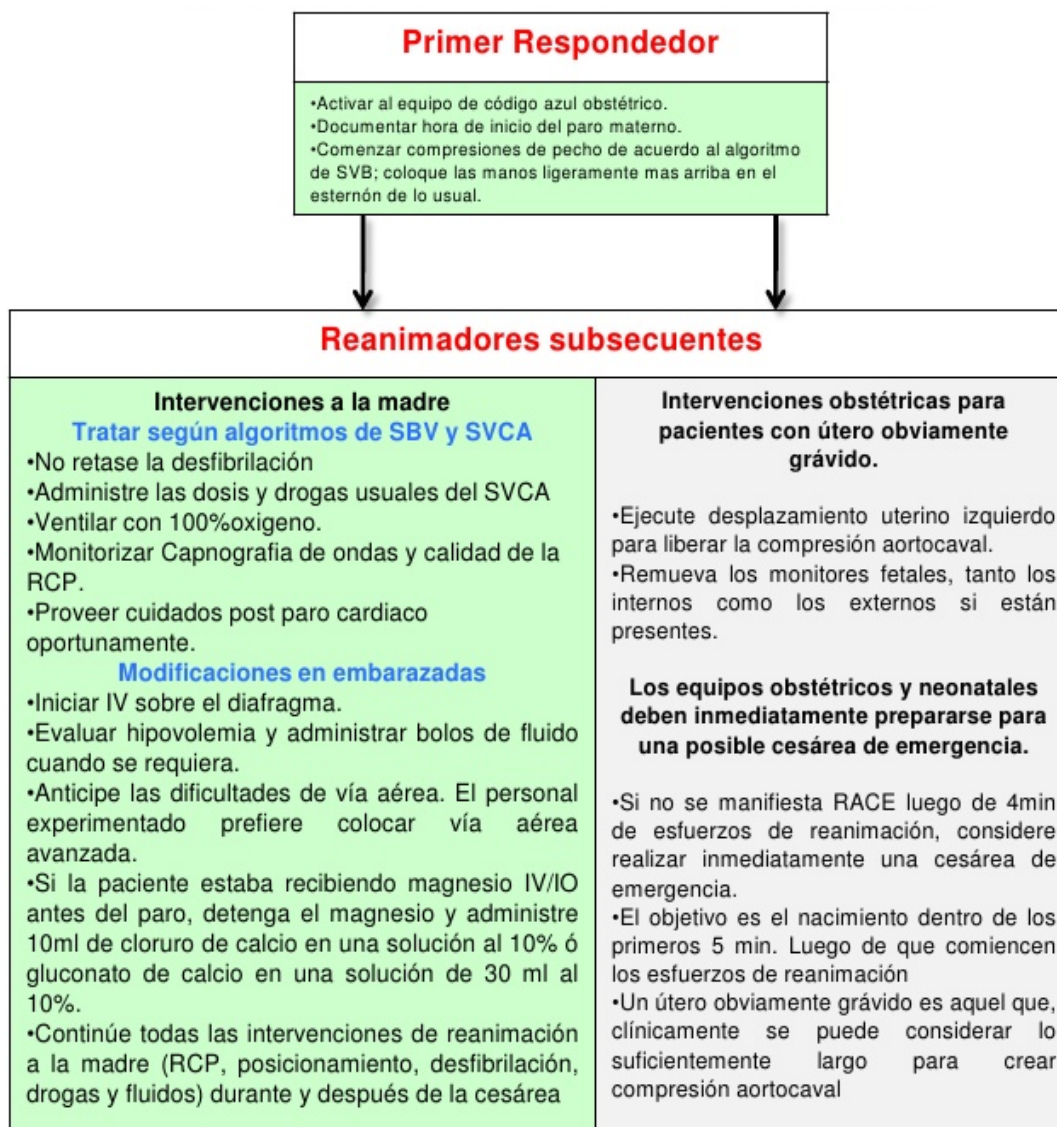 Primer Respondedor
•Activar al equipo de código azul obstétrico.
•Documentar hora de inicio del paro materno.
•Comenzar compresiones de pecho de acuerdo al algoritmo
de SVB; coloque las manos ligeramente mas arriba en el
esternón de lo usual.
Reanimadores subsecuentes
Intervenciones a la madre
Tratar según algoritmos de SBV y SVCA
•No retase la desfibrilación
•Administre las dosis y drogas usuales del SVCA
•Ventilar con 100%oxigeno.
•Monitorizar Capnografia de ondas y calidad de la
RCP.
•Proveer cuidados post paro cardiaco
oportunamente.
Modificaciones en embarazadas
•Iniciar IV sobre el diafragma.
•Evaluar hipovolemia y administrar bolos de fluido
cuando se requiera.
•Anticipe las dificultades de vía aérea. El personal
experimentado prefiere colocar vía aérea
avanzada.
•Si la paciente estaba recibiendo magnesio IV/IO
antes del paro, detenga el magnesio y administre
10ml de cloruro de calcio en una solución al 10% ó
gluconato de calcio en una solución de 30 ml al
10%.
•Continúe todas las intervenciones de reanimación
a la madre (RCP, posicionamiento, desfibrilación,
drogas y fluidos) durante y después de la cesárea
Intervenciones obstétricas para
pacientes con útero obviamente
grávido.
•Ejecute desplazamiento uterino izquierdo
para liberar la compresión aortocaval.
•Remueva los monitores fetales, tanto los
internos como los externos si están
presentes.
Los equipos obstétricos y neonatales
deben inmediatamente prepararse para
una posible cesárea de emergencia.
•Si no se manifiesta RACE luego de 4min
de esfuerzos de reanimación, considere
realizar inmediatamente una cesárea de
emergencia.
•El objetivo es el nacimiento dentro de los
primeros 5 min. Luego de que comiencen
los esfuerzos de reanimación
•Un útero obviamente grávido es aquel que,
clínicamente se puede considerar lo
suficientemente largo para crear
compresión aortocaval